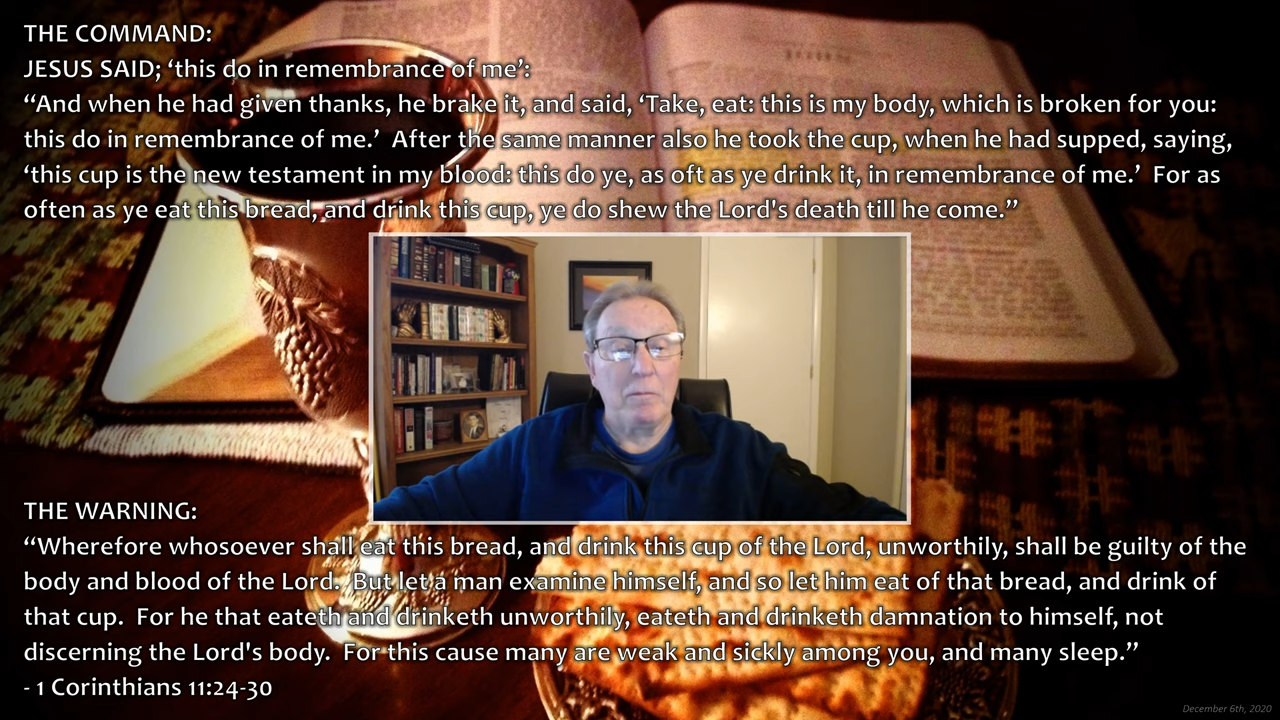 THE COMMAND:
JESUS SAID; ‘this do in remembrance of me’:
“And when he had given thanks, he brake it, and said, ‘Take, eat: this is my body, which is broken for you:
this do in remembrance of me.’  After the same manner also he took the cup, when he had supped, saying,
‘this cup is the new testament in my blood: this do ye, as oft as ye drink it, in remembrance of me.’  For as
often as ye eat this bread, and drink this cup, ye do shew the Lord's death till he come.”
THE WARNING:
“Wherefore whosoever shall eat this bread, and drink this cup of the Lord, unworthily, shall be guilty of the
body and blood of the Lord.  But let a man examine himself, and so let him eat of that bread, and drink of
that cup.  For he that eateth and drinketh unworthily, eateth and drinketh damnation to himself, not
discerning the Lord's body.  For this cause many are weak and sickly among you, and many sleep.”
- 1 Corinthians 11:24-30
December 6th, 2020